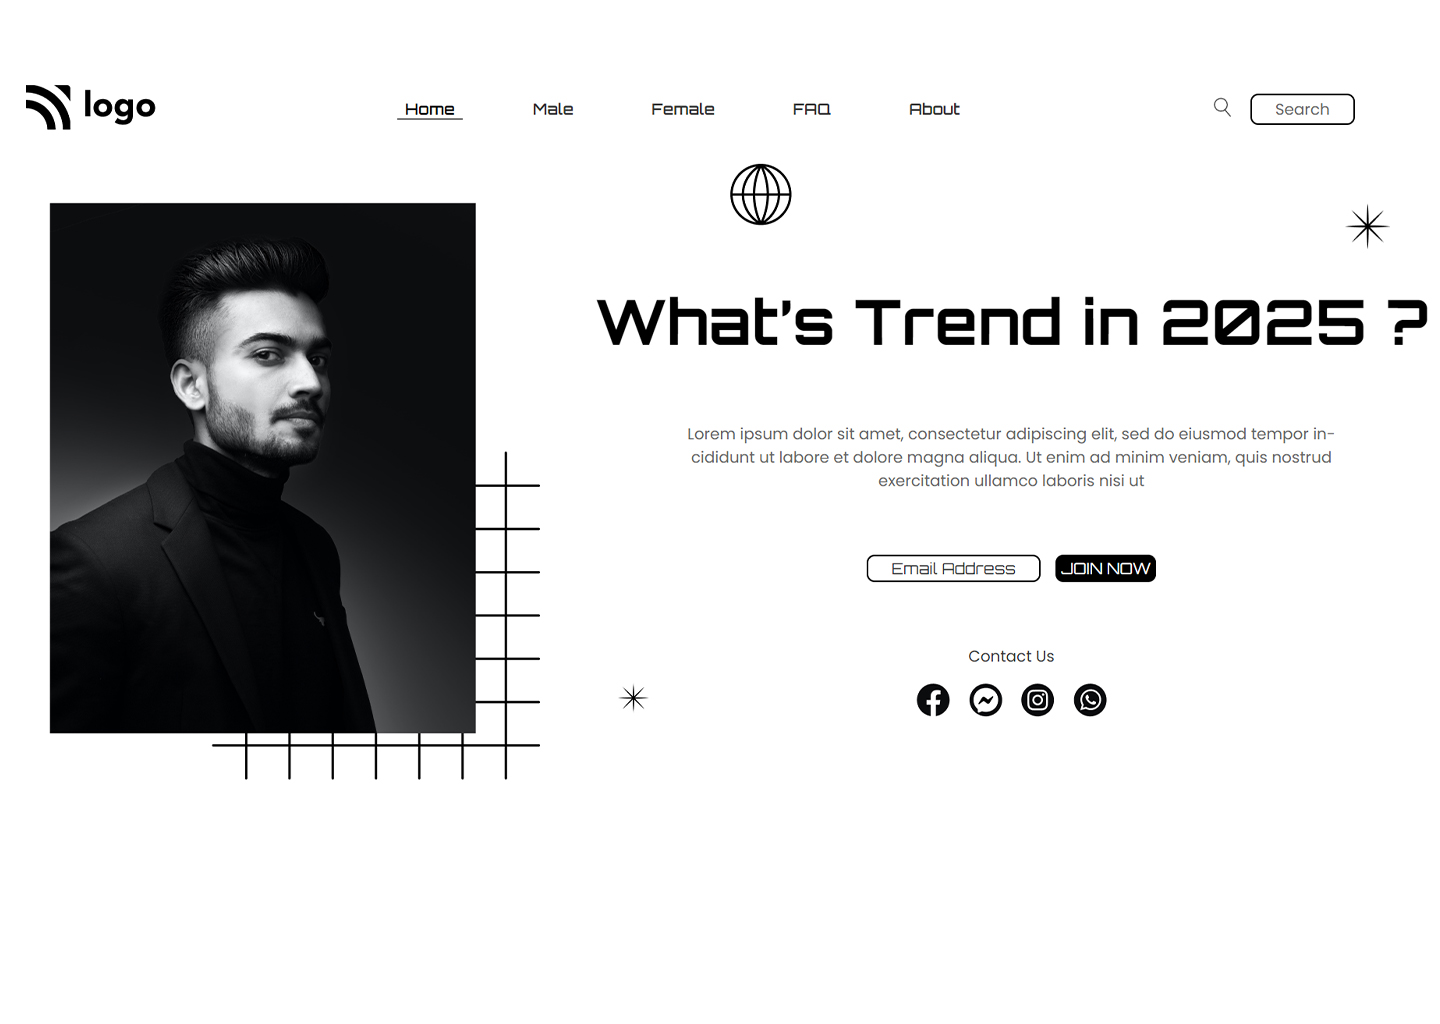 logo
Home
Male
Female
FAQ
About
Search
What's Trend in 2025 ?
Lorem ipsum dolor sit amet, consectetur adipiscing elit, sed do eiusmod tempor in-
cididunt ut labore et dolore magna aliqua. Ut enim ad minim veniam, quis nostrud
exercitation ullamco laboris nisi ut
Email Address
JOIN NOW
Contact Us